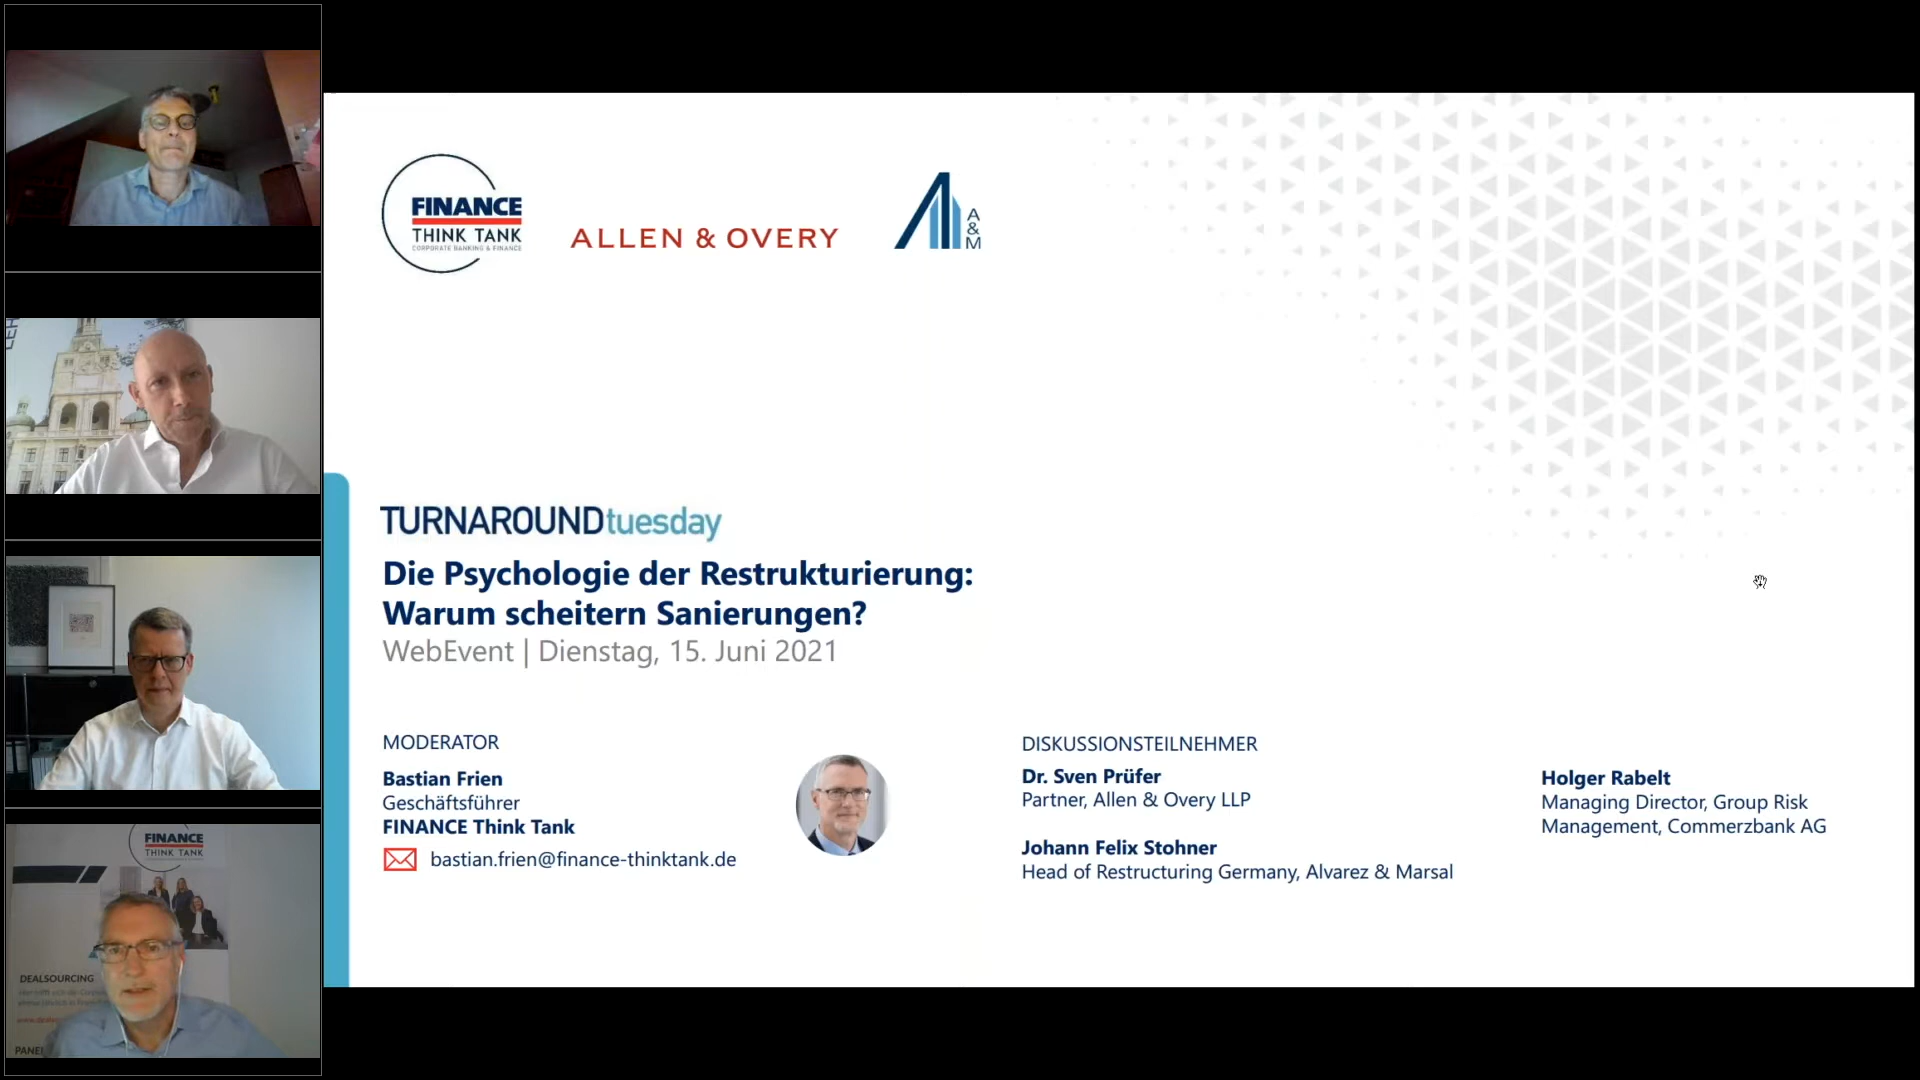 FINANCE
THINK TANK
CORPORATE BANKING & FINANCE
ALLEN & OVERY
A
&
M
TURNAROUNDtuesday
Die Psychologie der Restrukturierung:
Warum scheitern Sanierungen?
WebEvent | Dienstag, 15. Juni 2021
MODERATOR
Bastian Frien
Geschäftsführer
FINANCE Think Tank
bastian.frien@finance-thinktank.de
DISKUSSIONSTEILNEHMER
Dr. Sven Prüfer
Partner, Allen & Overy LLP
Johann Felix Stohner
Head of Restructuring Germany, Alvarez & Marsal
Holger Rabelt
Managing Director, Group Risk
Management, Commerzbank AG
FINANCE
THINK TANK
DEALSOURCING
PANEL